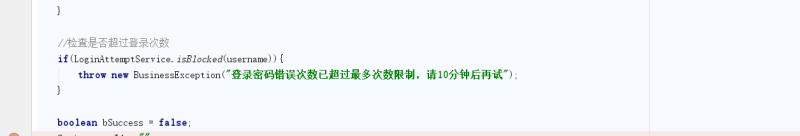 }
//检查是否超过登录次数
if(LoginAttemptService.isBlocked(username)){
throw new BusinessException("登录密码错误次数已超过最多次数限制，请10分钟后再试");
}
boolean bSuccess = false;